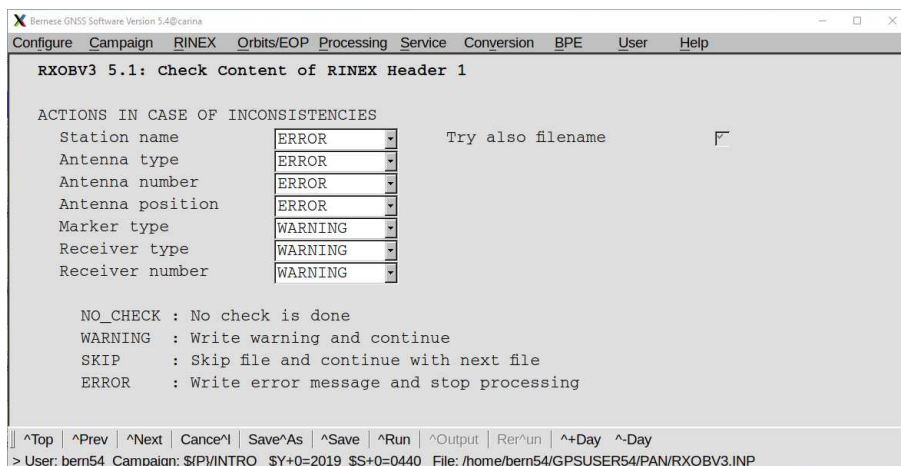 Bernese GNSS Software Version 5.4@carina
Configure Campaign RINEX Orbits/EOP Processing Service Conversion BPE User Help
RXOBV3 5.1: Check Content of RINEX Header 1
ACTIONS IN CASE OF INCONSISTENCIES
Station name ERROR Try also filename
Antenna type ERROR
Antenna number ERROR
Antenna position ERROR
Marker type WARNING
Receiver type WARNING
Receiver number WARNING
NO_CHECK : No check is done
WARNING : Write warning and continue
SKIP : Skip file and continue with next file
ERROR : Write error message and stop processing
^Top ^Prev ^Next Cance^l Save^As ^Save ^Run ^Output Rer^un ^+Day ^-Day
> User: bern54 Campaign: ${P}/INTRO $Y+0=2019 $S+0=0440 File: /home/bern54/GPSUSER54/PAN/RXOBV3.INP